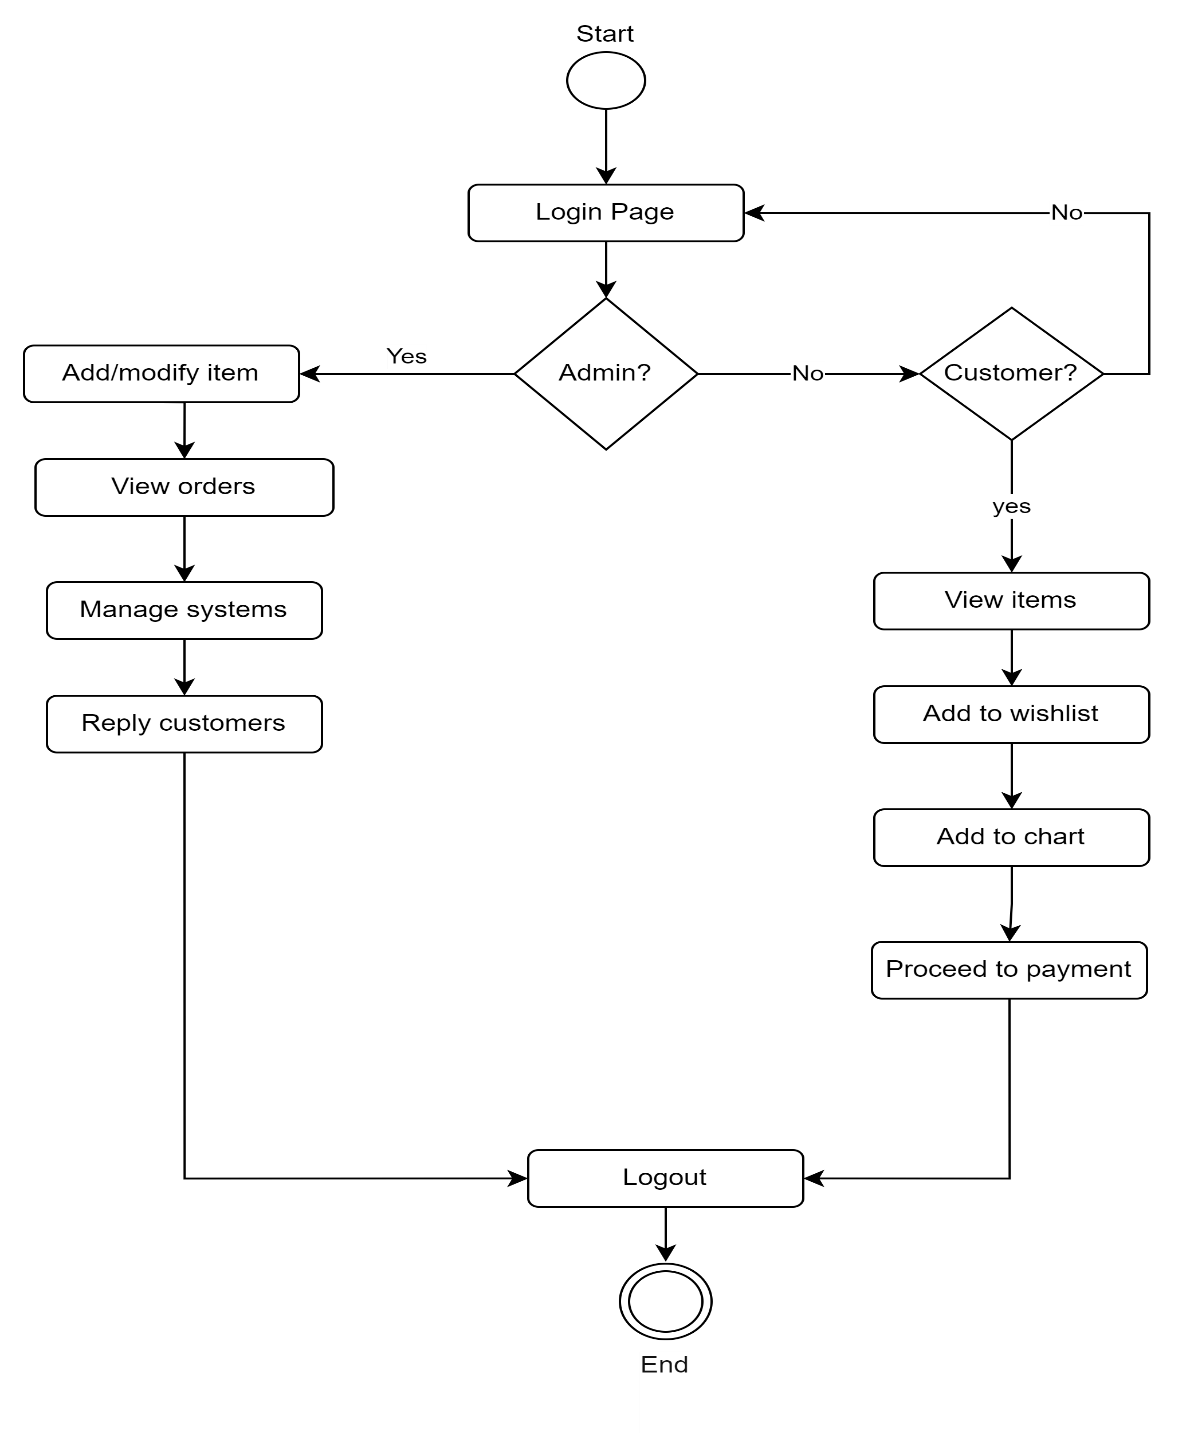 Start
Login Page
No
Admin?
Yes
No
Customer?
Add/modify item
View orders
Manage systems
Reply customers
yes
View items
Add to wishlist
Add to chart
Proceed to payment
Logout
End